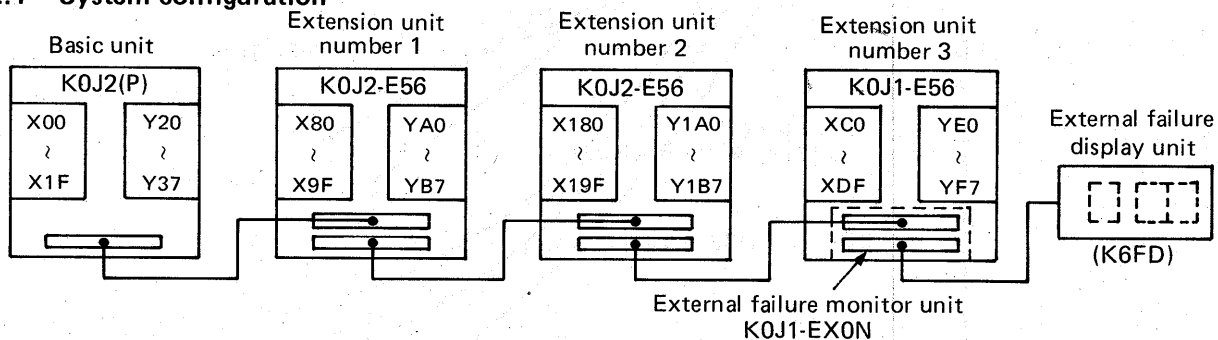 System configuration
Basic unit
Extension unit
number 1
Extension unit
number 2
Extension unit
number 3
K0J2(P)
X00
~
X1F
Y20
~
Y37
K0J2-E56
X80
~
X9F
YA0
~
YB7
K0J2-E56
X180
~
X19F
Y1A0
~
Y1B7
K0J1-E56
XC0
~
XDF
YE0
~
YF7
External failure
display unit
(K6FD)
External failure monitor unit
K0J1-EX0N